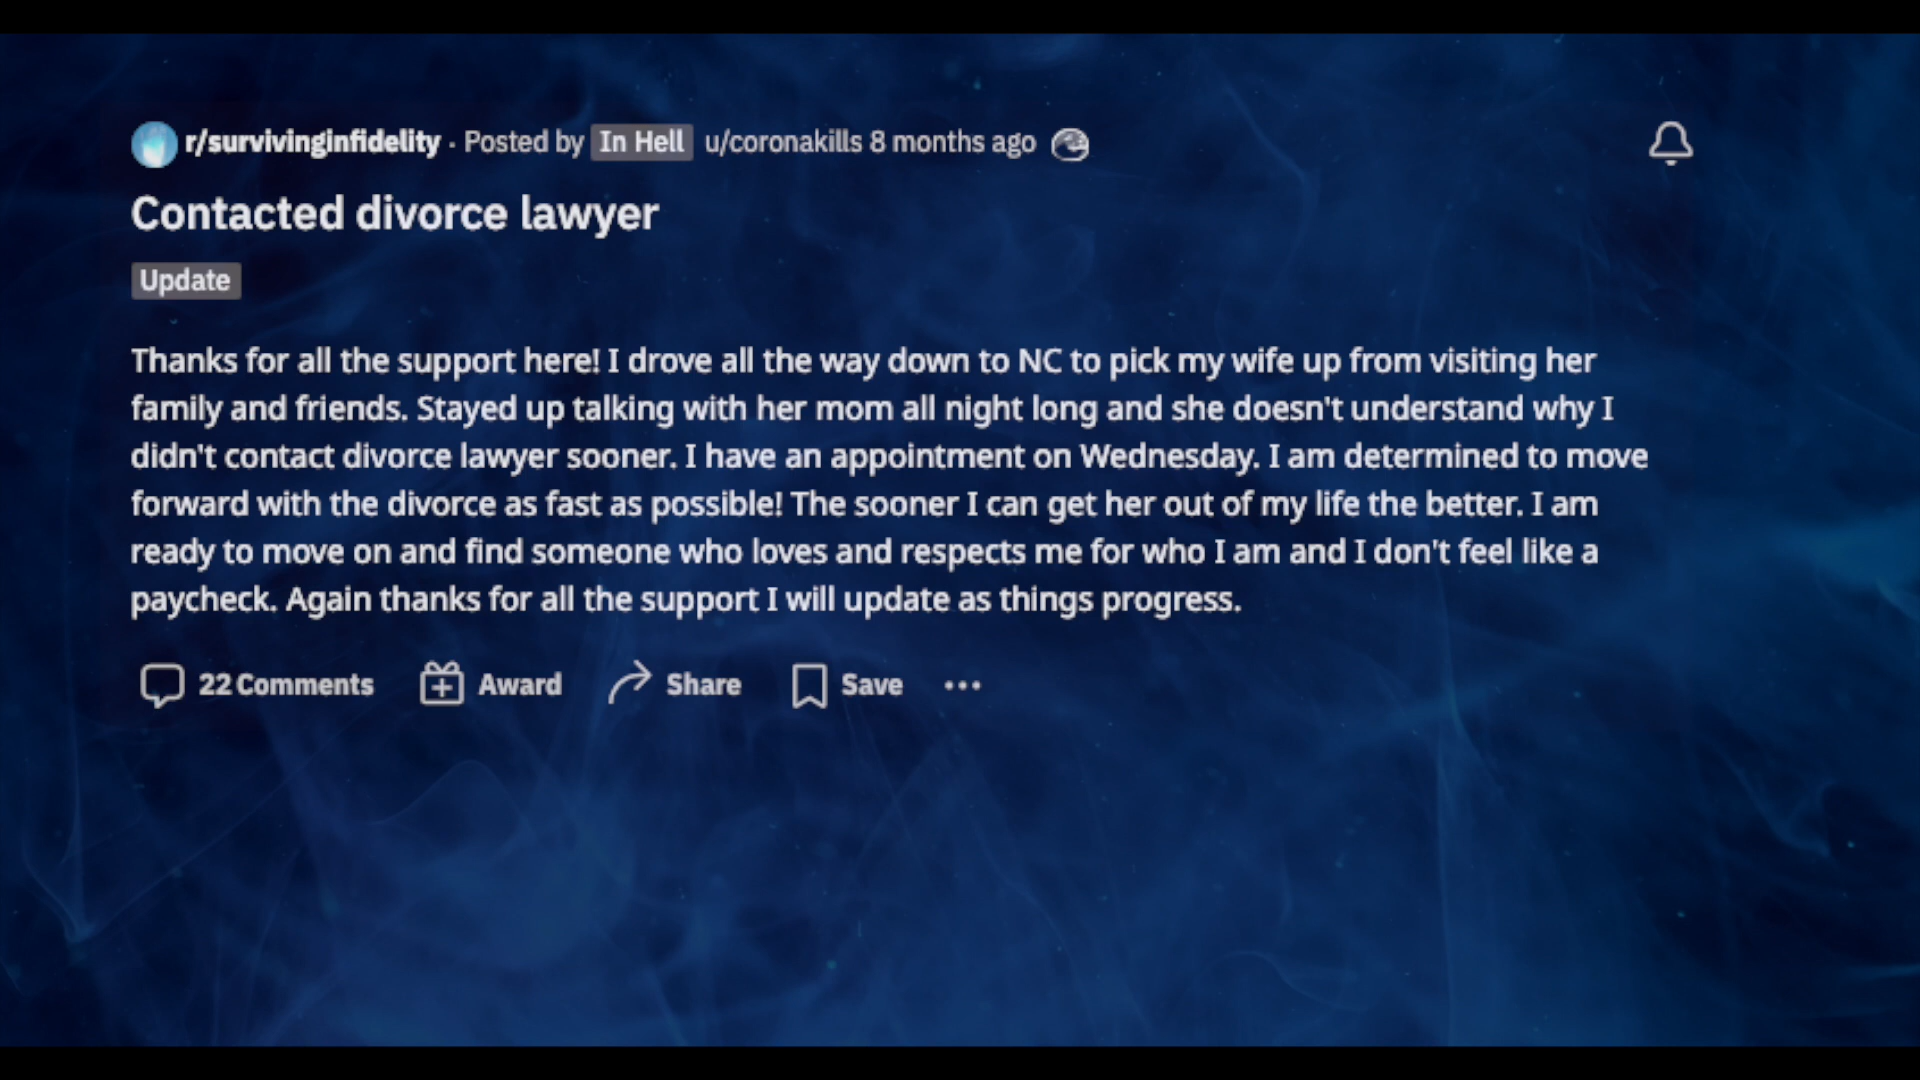 r/survivinginfidelity · Posted by In Hell u/coronakills 8 months ago
Contacted divorce lawyer
Update
Thanks for all the support here! I drove all the way down to NC to pick my wife up from visiting her
family and friends. Stayed up talking with her mom all night long and she doesn't understand why I
didn't contact divorce lawyer sooner. I have an appointment on Wednesday. I am determined to move
forward with the divorce as fast as possible! The sooner I can get her out of my life the better. I am
ready to move on and find someone who loves and respects me for who I am and I don't feel like a
paycheck. Again thanks for all the support I will update as things progress.
22 Comments Award Share Save